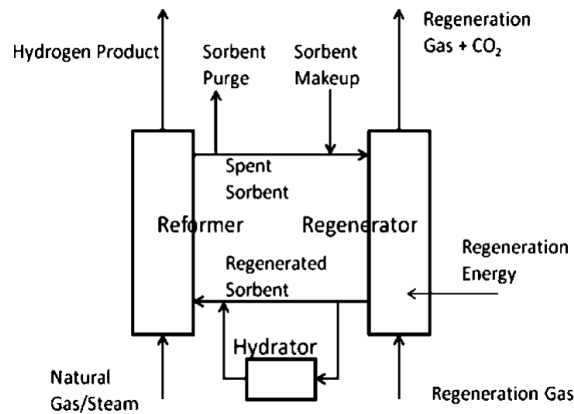 Hydrogen Product
Sorbent
Purge
Sorbent
Makeup
Regeneration
Gas + CO₂
Spent
Sorbent
Reformer
Regenerator
Regenerated
Sorbent
Regeneration
Energy
Hydrator
Natural
Gas/Steam
Regeneration Gas